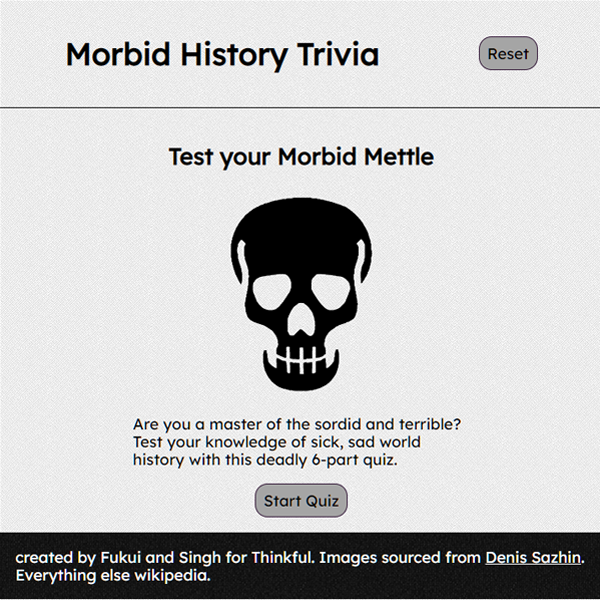 Morbid History Trivia
Reset
Test your Morbid Mettle
Are you a master of the sordid and terrible?
Test your knowledge of sick, sad world
history with this deadly 6-part quiz.
Start Quiz
created by Fukui and Singh for Thinkful. Images sourced from Denis Sazhin.
Everything else wikipedia.